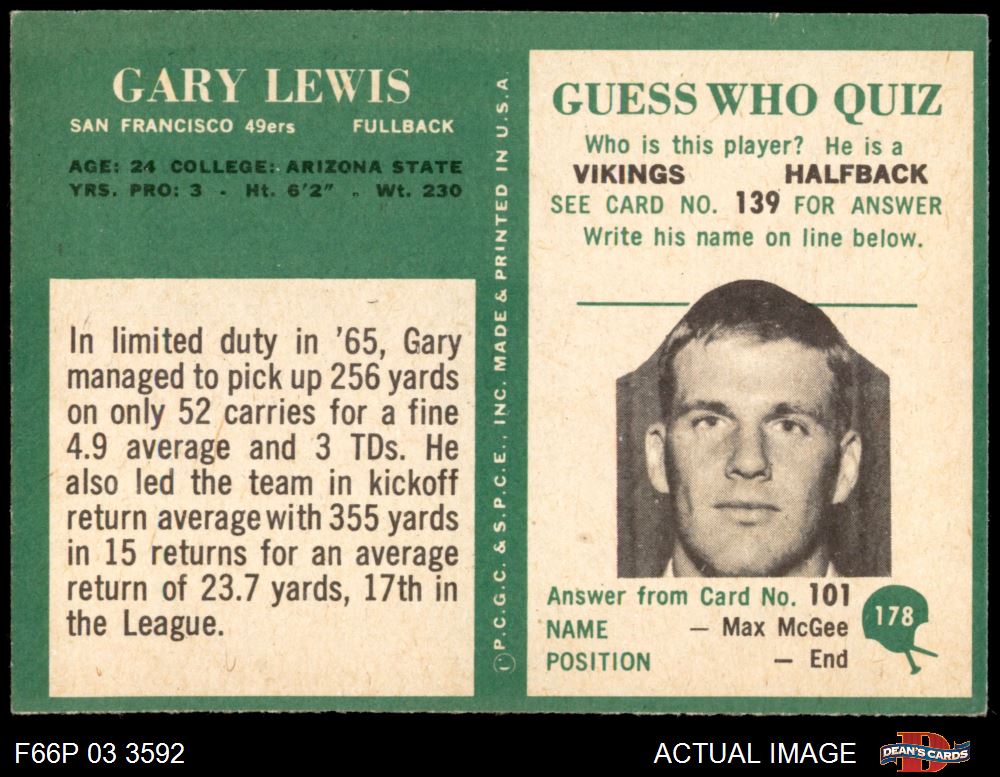 GARY LEWIS
SAN FRANCISCO 49ers FULLBACK
AGE: 24 COLLEGE: ARIZONA STATE
YRS. PRO: 3 - Ht. 6'2" . Wt. 230
In limited duty in '65, Gary
managed to pick up 256 yards
on only 52 carries for a fine
4.9 average and 3 TDs. He
also led the team in kickoff
return average with 355 yards
in 15 returns for an average
return of 23.7 yards, 17th in
the League.
© P.C.G.C. & S.P.C.E., INC. MADE & PRINTED IN U.S.A
GUESS WHO QUIZ
Who is this player? He is a
VIKINGS HALFBACK
SEE CARD NO. 139 FOR ANSWER
Write his name on line below.
Answer from Card No. 101
NAME – Max McGee
POSITION – End
178
F66P 03 3592
ACTUAL IMAGE
D
DEAN'S CARDS